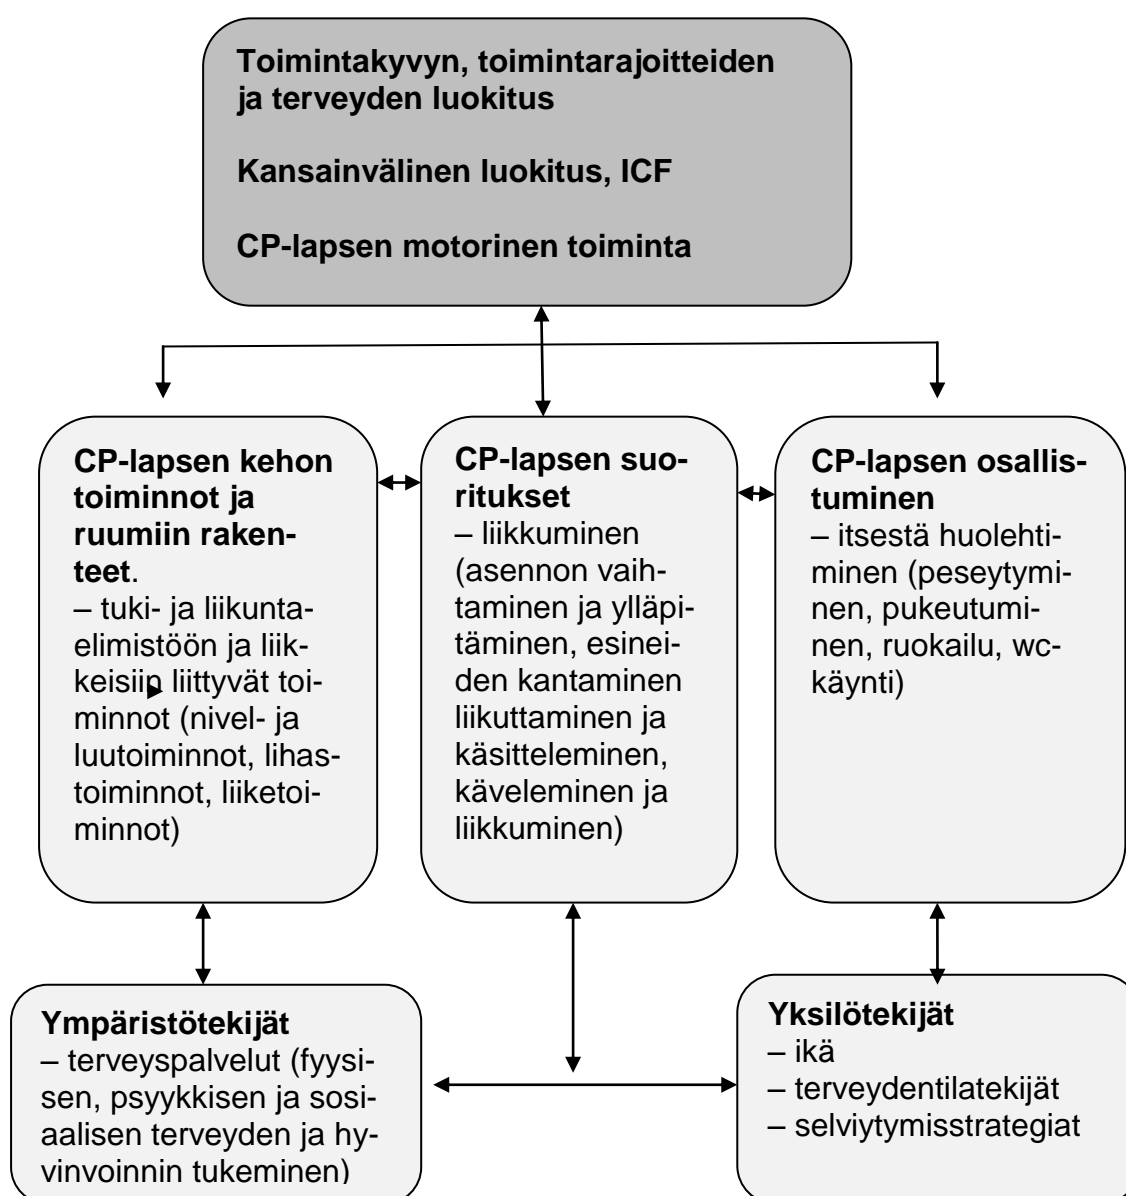 Toimintakyvyn, toimintarajoitteiden
ja terveyden luokitus
Kansainvälinen luokitus, ICF
CP-lapsen motorinen toiminta
CP-lapsen kehon
toiminnot ja
ruumiin raken-
teet.
– tuki- ja liikunta-
elimistöön ja liik-
keisiin liittyvät toi-
minnot (nivel- ja
luutoiminnot, lihas-
toiminnot, liiketoi-
minnot)
CP-lapsen suo-
ritukset
– liikkuminen
(asennon vaih-
taminen ja ylläpi-
täminen, esinei-
den kantaminen
liikuttaminen ja
käsitteleminen,
käveleminen ja
liikkuminen)
CP-lapsen osallis-
tuminen
– itsestä huolehti-
minen (peseytymi-
nen, pukeutumi-
nen, ruokailu, wc-
käynti)
Ympäristötekijät
– terveyspalvelut (fyysi-
sen, psyykkisen ja sosi-
aalisen terveyden ja hy-
vinvoinnin tukeminen)
Yksilötekijät
– ikä
– terveydentilatekijät
– selviytymisstrategiat